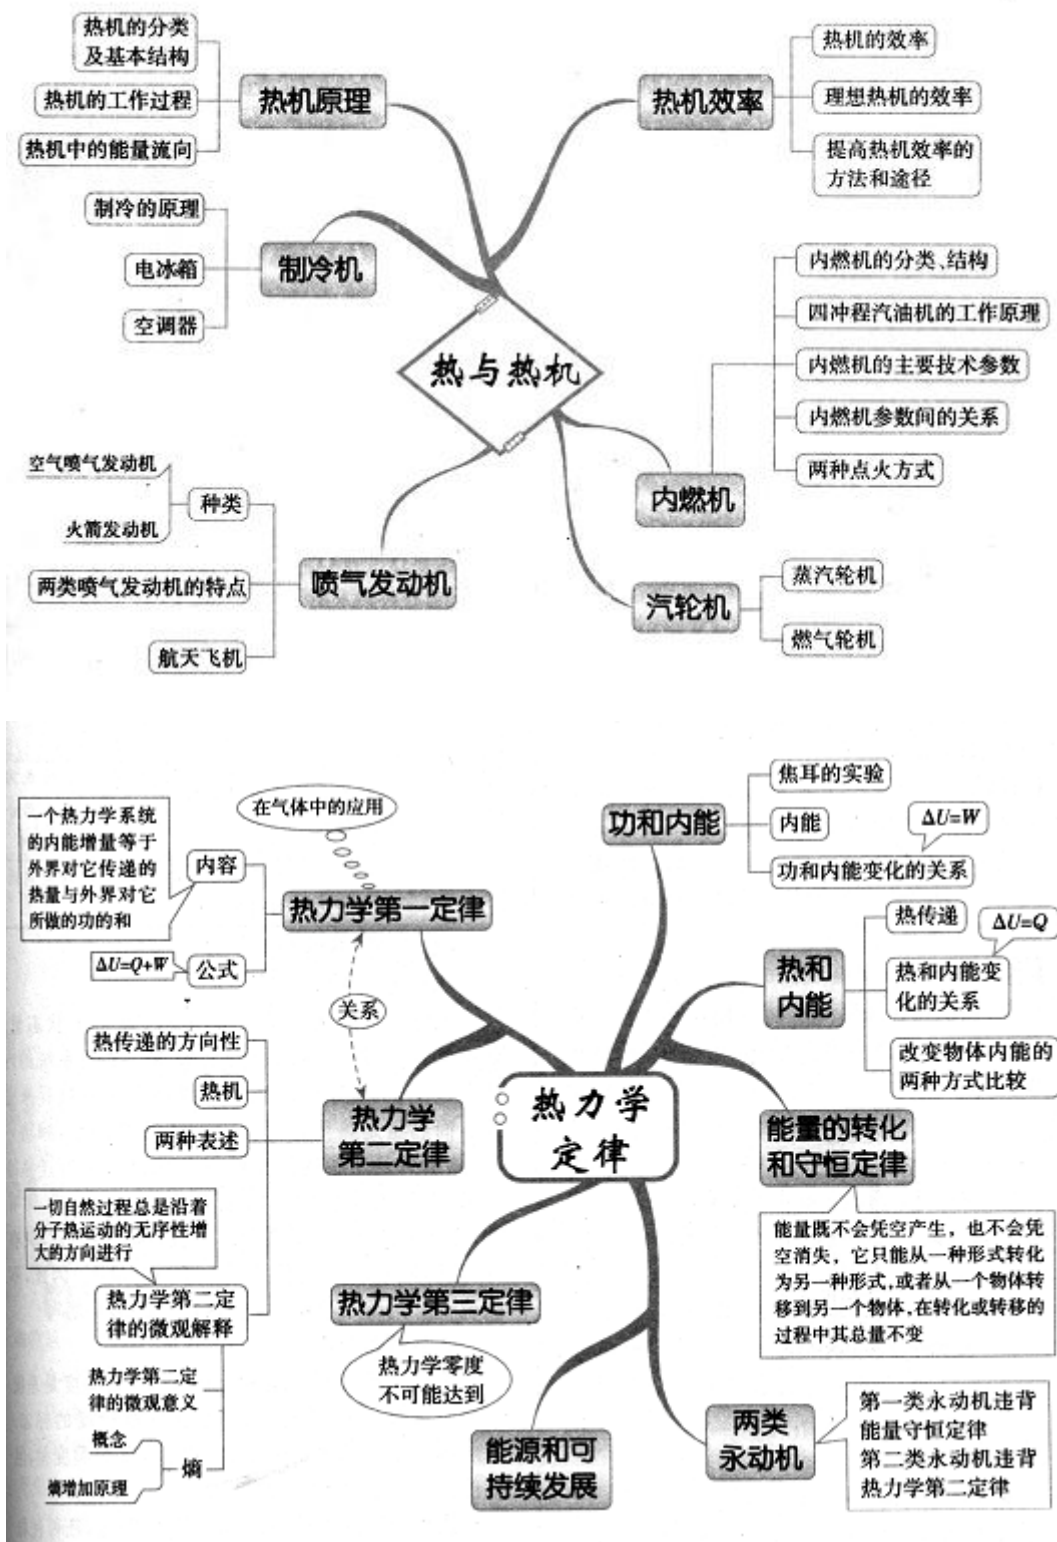 热机的分类
及基本结构
热机的工作过程
热机中的能量流向
热机原理
热机效率
热机的效率
理想热机的效率
提高热机效率的
方法和途径
制冷的原理
电冰箱
空调器
制冷机
热与热机
内燃机的分类、结构
四冲程汽油机的工作原理
内燃机的主要技术参数
内燃机参数间的关系
两种点火方式
内燃机
空气喷气发动机
火箭发动机
种类
两类喷气发动机的特点
航天飞机
喷气发动机
汽轮机
蒸汽轮机
燃气轮机
在气体中的应用
一个热力学系统
的内能增量等于
外界对它传递的
热量与外界对它
所做的功的和
内容
热力学第一定律
ΔU=Q+W
公式
关系
功和内能
焦耳的实验
内能
ΔU=W
功和内能变化的关系
热和
内能
热传递
ΔU=Q
热和内能变
化的关系
改变物体内能的
两种方式比较
热传递的方向性
热机
两种表述
热力学
第二定律
热力学
定律
能量的转化
和守恒定律
能量既不会凭空产生，也不会凭
空消失，它只能从一种形式转化
为另一种形式，或者从一个物体转
移到另一个物体，在转化或转移的
过程中其总量不变
一切自然过程总是沿着
分子热运动的无序性增
大的方向进行
热力学第二定
律的微观解释
热力学第二定
律的微观意义
概念
熵
熵增加原理
热力学第三定律
热力学零度
不可能达到
能源和可
持续发展
两类
永动机
第一类永动机违背
能量守恒定律
第二类永动机违背
热力学第二定律